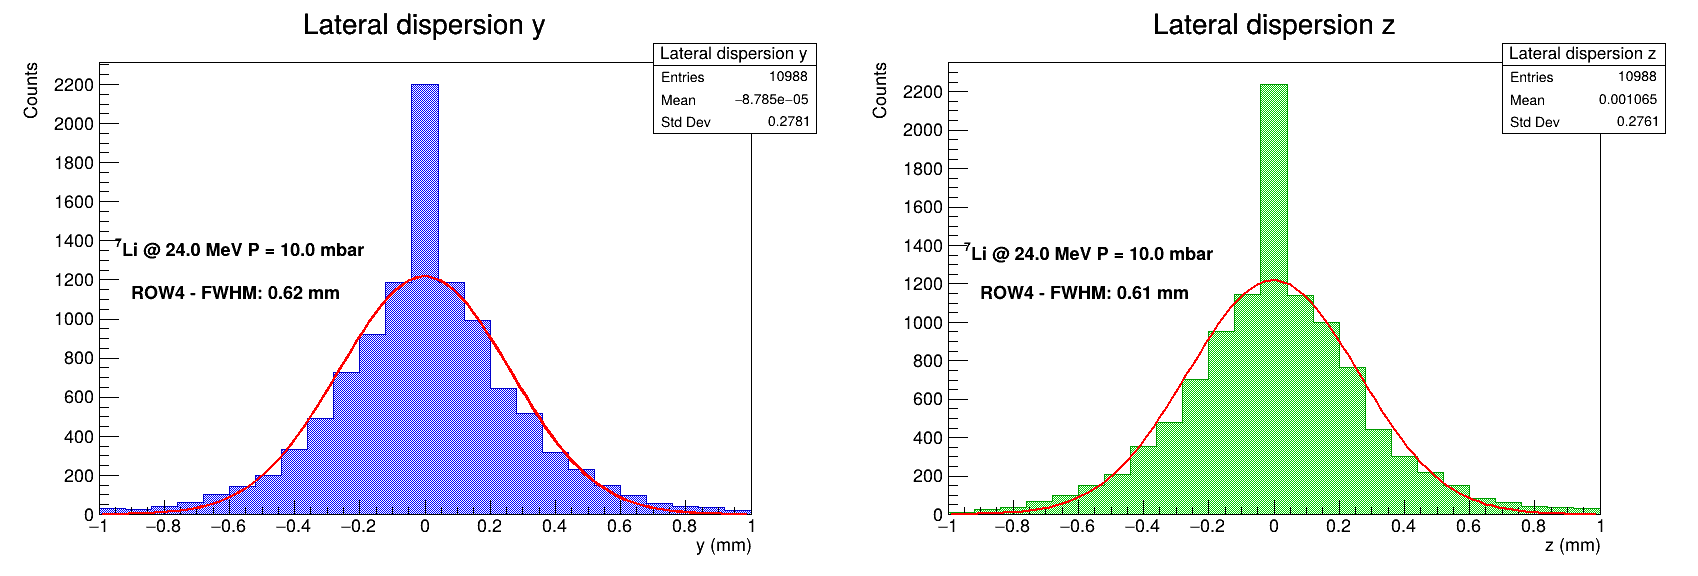 Lateral dispersion y
Lateral dispersion y
Entries 10988
Mean −8.785e−05
Std Dev 0.2781
Counts
2200
2000
1800
1600
1400
1200
1000
800
600
400
200
0
⁷Li @ 24.0 MeV P = 10.0 mbar
ROW4 - FWHM: 0.62 mm
−1 −0.8 −0.6 −0.4 −0.2 0 0.2 0.4 0.6 0.8 1
y (mm)
Lateral dispersion z
Lateral dispersion z
Entries 10988
Mean 0.001065
Std Dev 0.2761
Counts
2200
2000
1800
1600
1400
1200
1000
800
600
400
200
0
⁷Li @ 24.0 MeV P = 10.0 mbar
ROW4 - FWHM: 0.61 mm
−1 −0.8 −0.6 −0.4 −0.2 0 0.2 0.4 0.6 0.8 1
z (mm)